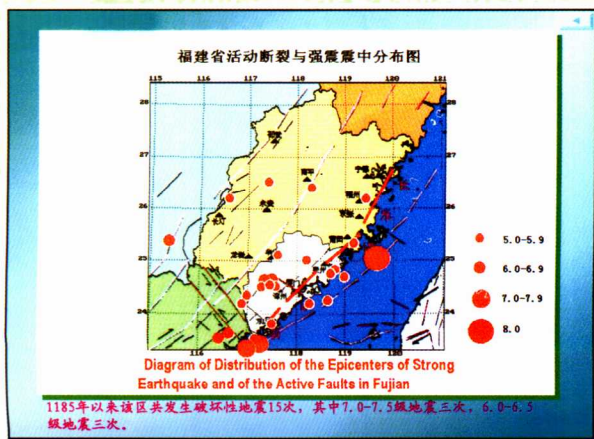 福建省活动断裂与强震震中分布图
115 116 117 118 119 120 121
28
27
26
25
24
116 118 120
5.0-5.9
6.0-6.9
7.0-7.9
8.0
Diagram of Distribution of the Epicenters of Strong
Earthquake and of the Active Faults in Fujian
1185年以来该区共发生破坏性地震15次，其中7.0-7.5级地震三次，6.0-6.5
级地震三次。